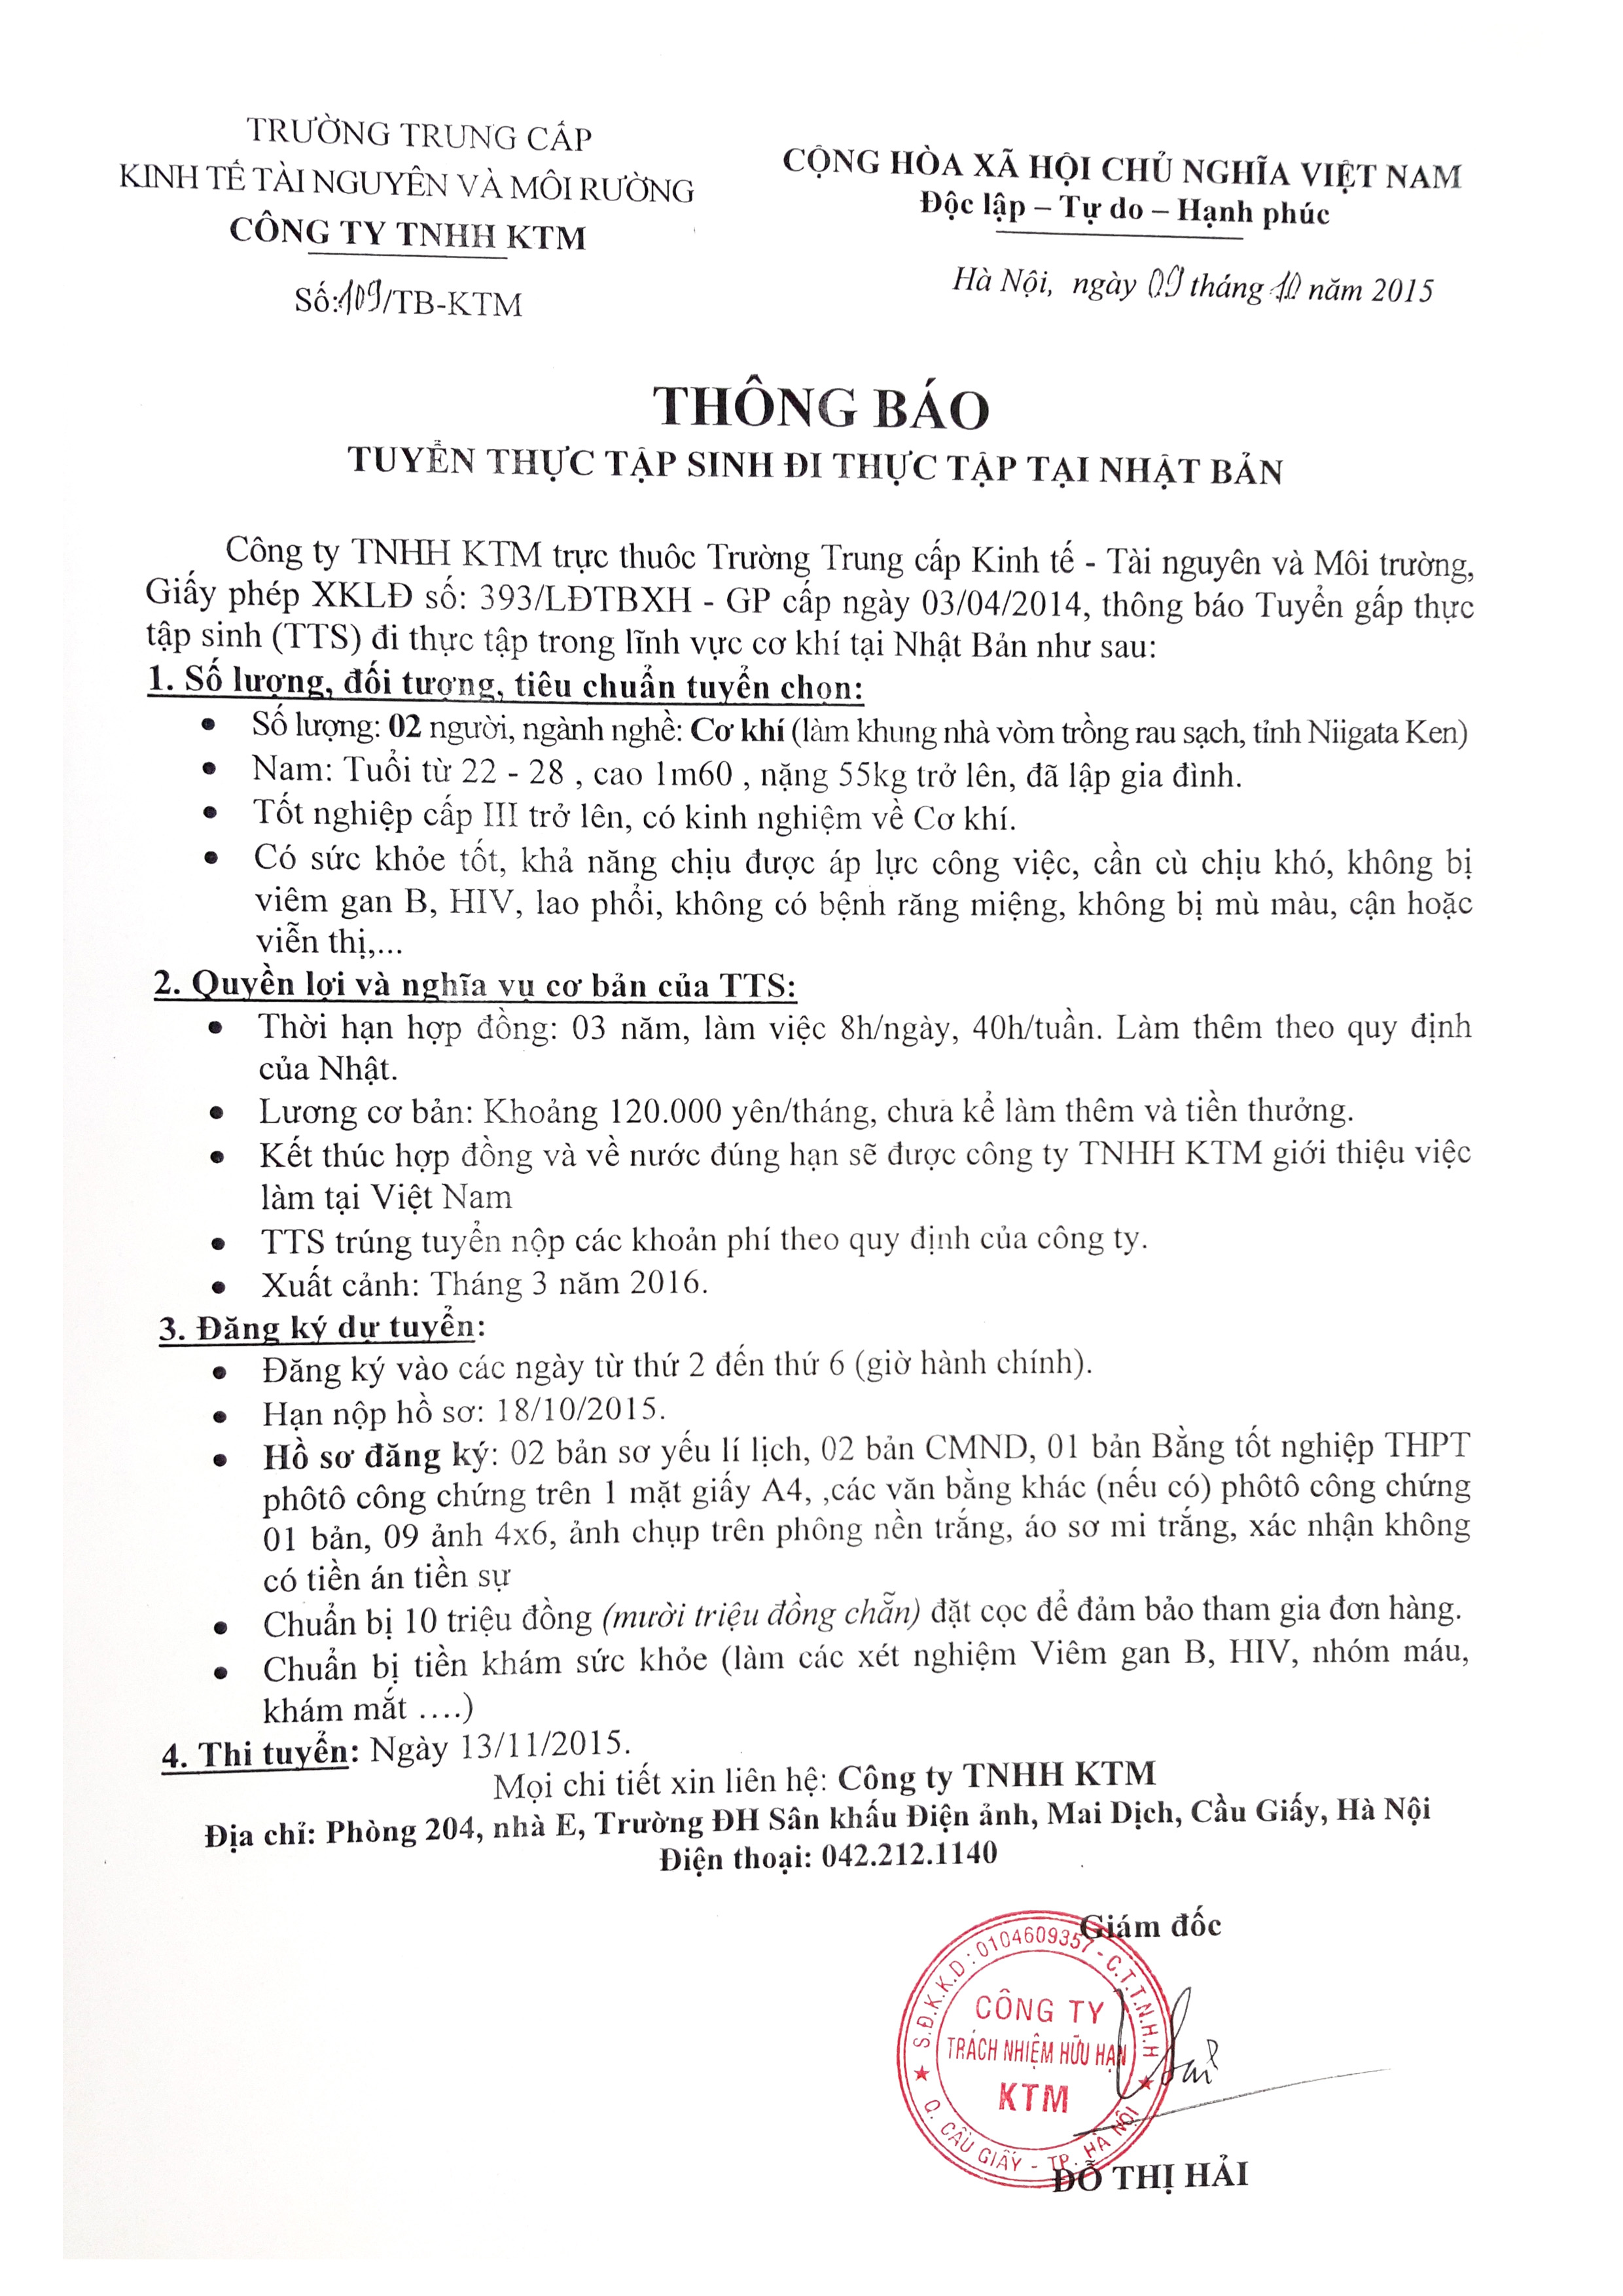 TRƯỜNG TRUNG CẤP
KINH TẾ TÀI NGUYÊN VÀ MÔI RƯỜNG
CÔNG TY TNHH KTM
Số:109/TB-KTM
CỘNG HÒA XÃ HỘI CHỦ NGHĨA VIỆT NAM
Độc lập – Tự do – Hạnh phúc
Hà Nội, ngày 09 tháng 10 năm 2015
THÔNG BÁO
TUYỂN THỰC TẬP SINH ĐI THỰC TẬP TẠI NHẬT BẢN
Công ty TNHH KTM trực thuôc Trường Trung cấp Kinh tế - Tài nguyên và Môi trường,
Giấy phép XKLĐ số: 393/LĐTBXH - GP cấp ngày 03/04/2014, thông báo Tuyển gấp thực
tập sinh (TTS) đi thực tập trong lĩnh vực cơ khí tại Nhật Bản như sau:
1. Số lượng, đối tượng, tiêu chuẩn tuyển chọn:
• Số lượng: 02 người, ngành nghề: Cơ khí (làm khung nhà vòm trồng rau sạch, tỉnh Niigata Ken)
• Nam: Tuổi từ 22 - 28 , cao 1m60 , nặng 55kg trở lên, đã lập gia đình.
• Tốt nghiệp cấp III trở lên, có kinh nghiệm về Cơ khí.
• Có sức khỏe tốt, khả năng chịu được áp lực công việc, cần cù chịu khó, không bị
viêm gan B, HIV, lao phổi, không có bệnh răng miệng, không bị mù màu, cận hoặc
viễn thị,...
2. Quyền lợi và nghĩa vụ cơ bản của TTS:
• Thời hạn hợp đồng: 03 năm, làm việc 8h/ngày, 40h/tuần. Làm thêm theo quy định
của Nhật.
• Lương cơ bản: Khoảng 120.000 yên/tháng, chưa kể làm thêm và tiền thưởng.
• Kết thúc hợp đồng và về nước đúng hạn sẽ được công ty TNHH KTM giới thiệu việc
làm tại Việt Nam
• TTS trúng tuyển nộp các khoản phí theo quy định của công ty.
• Xuất cảnh: Tháng 3 năm 2016.
3. Đăng ký dự tuyển:
• Đăng ký vào các ngày từ thứ 2 đến thứ 6 (giờ hành chính).
• Hạn nộp hồ sơ: 18/10/2015.
• Hồ sơ đăng ký: 02 bản sơ yếu lí lịch, 02 bản CMND, 01 bản Bằng tốt nghiệp THPT
phôtô công chứng trên 1 mặt giấy A4, ,các văn bằng khác (nếu có) phôtô công chứng
01 bản, 09 ảnh 4x6, ảnh chụp trên phông nền trắng, áo sơ mi trắng, xác nhận không
có tiền án tiền sự
• Chuẩn bị 10 triệu đồng (mười triệu đồng chẵn) đặt cọc để đảm bảo tham gia đơn hàng.
• Chuẩn bị tiền khám sức khỏe (làm các xét nghiệm Viêm gan B, HIV, nhóm máu,
khám mắt ....)
4. Thi tuyển: Ngày 13/11/2015.
Mọi chi tiết xin liên hệ: Công ty TNHH KTM
Địa chỉ: Phòng 204, nhà E, Trường ĐH Sân khấu Điện ảnh, Mai Dịch, Cầu Giấy, Hà Nội
Điện thoại: 042.212.1140
Giám đốc
S.Đ.K.K.D : 0104609357 - C.T.T.N.H.H
CÔNG TY
TRÁCH NHIỆM HỮU HẠN
KTM
Q. CẦU GIẤY - TP. HÀ NỘI
Hai
ĐỖ THỊ HẢI